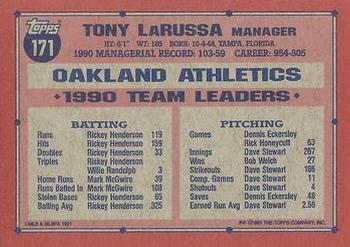 topps
171
TONY LaRUSSA MANAGER
HT: 6'1" WT: 185 BORN: 10-4-44, TAMPA, FLORIDA
1990 MANAGERIAL RECORD: 103-59 CAREER: 954-805
OAKLAND ATHLETICS
1990 TEAM LEADERS
BATTING
Runs Rickey Henderson 119
Hits Rickey Henderson 159
Doubles Rickey Henderson 33
Triples Rickey Henderson
Willie Randolph 3
Home Runs Mark McGwire 39
Runs Batted In Mark McGwire 108
Stolen Bases Rickey Henderson 65
Batting Avg Rickey Henderson .325
PITCHING
Games Dennis Eckersley
Rick Honeycutt 63
Innings Dave Stewart 267
Wins Bob Welch 27
Strikeouts Dave Stewart 166
Comp. Games Dave Stewart 11
Shutouts Dave Stewart 4
Saves Dennis Eckersley 48
Earned Run Avg Dave Stewart 2.56
© MLB & MLBPA 1991
© 1991 THE TOPPS COMPANY, INC.